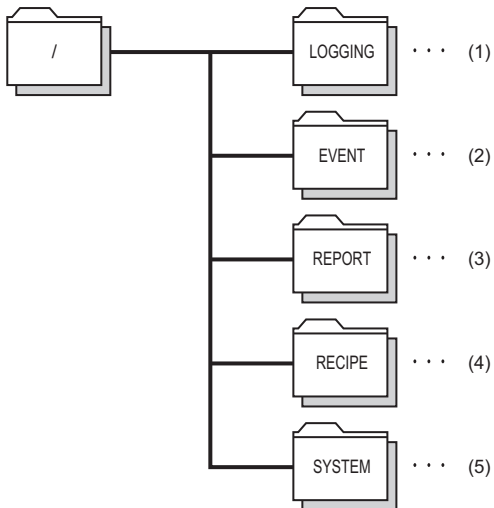 /
LOGGING · · · (1)
EVENT · · · (2)
REPORT · · · (3)
RECIPE · · · (4)
SYSTEM · · · (5)